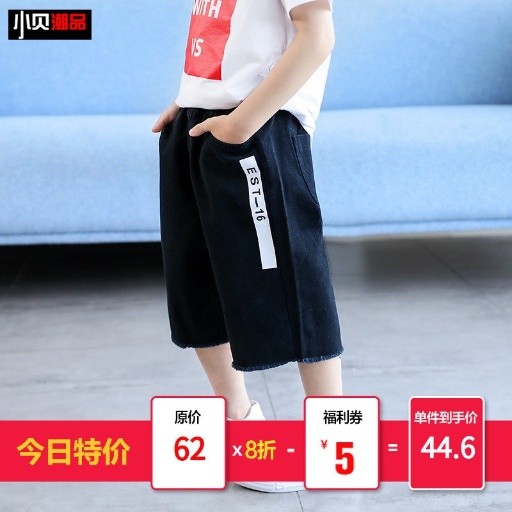 小贝潮品
WITH
VS
EST—16
原价
62
福利券
¥5
单件到手价
44.6
今日特价
x8折
-
=